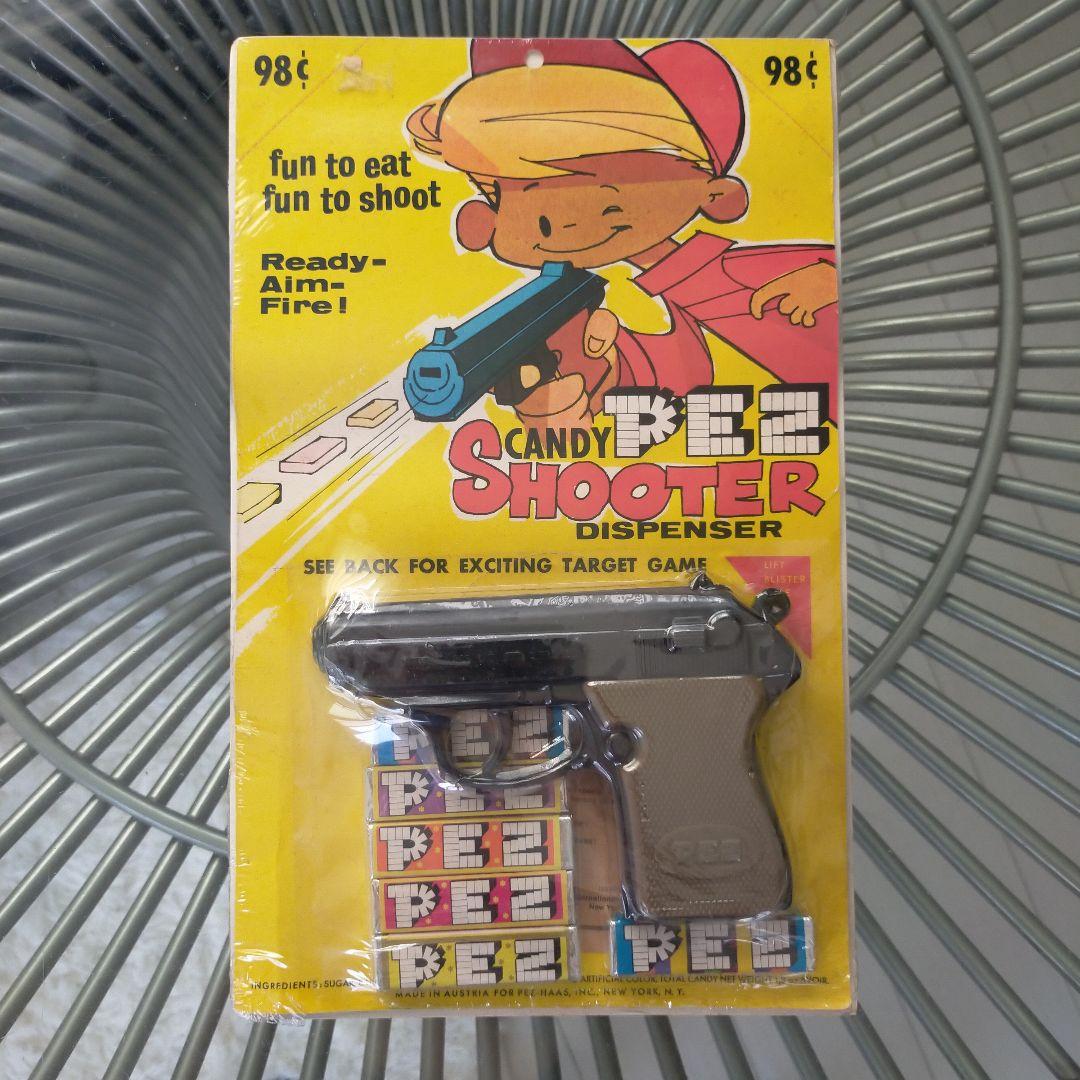 98¢
98¢
fun to eat
fun to shoot
Ready-
Aim-
Fire!
PEZ
CANDY
SHOOTER
DISPENSER
SEE BACK FOR EXCITING TARGET GAME
LIFT
BLISTER
PEZ
PEZ
PEZ
PEZ
PEZ
PEZ
PEZ
INGREDIENTS: SUGAR ARTIFICIAL COLOR, TOTAL CANDY NET WEIGHT
MADE IN AUSTRIA FOR PEZ-HAAS, INC., NEW YORK, N. Y.